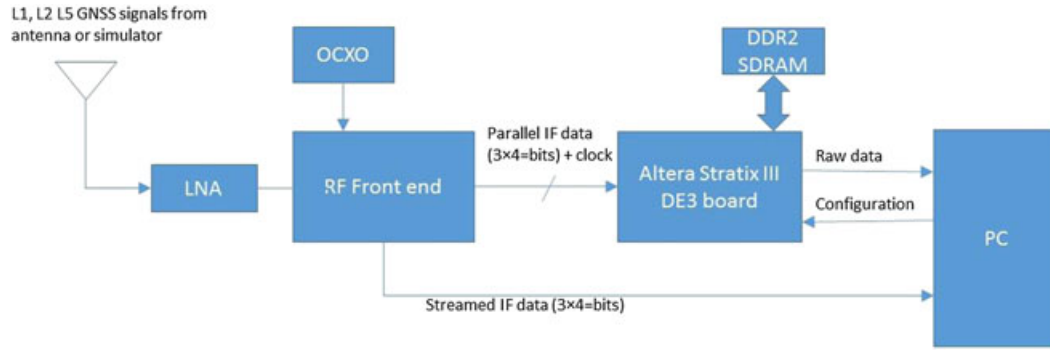 L1, L2 L5 GNSS signals from
antenna or simulator
OCXO
DDR2
SDRAM
LNA
RF Front end
Parallel IF data
(3×4=bits) + clock
Altera Stratix III
DE3 board
Raw data
Configuration
PC
Streamed IF data (3×4=bits)